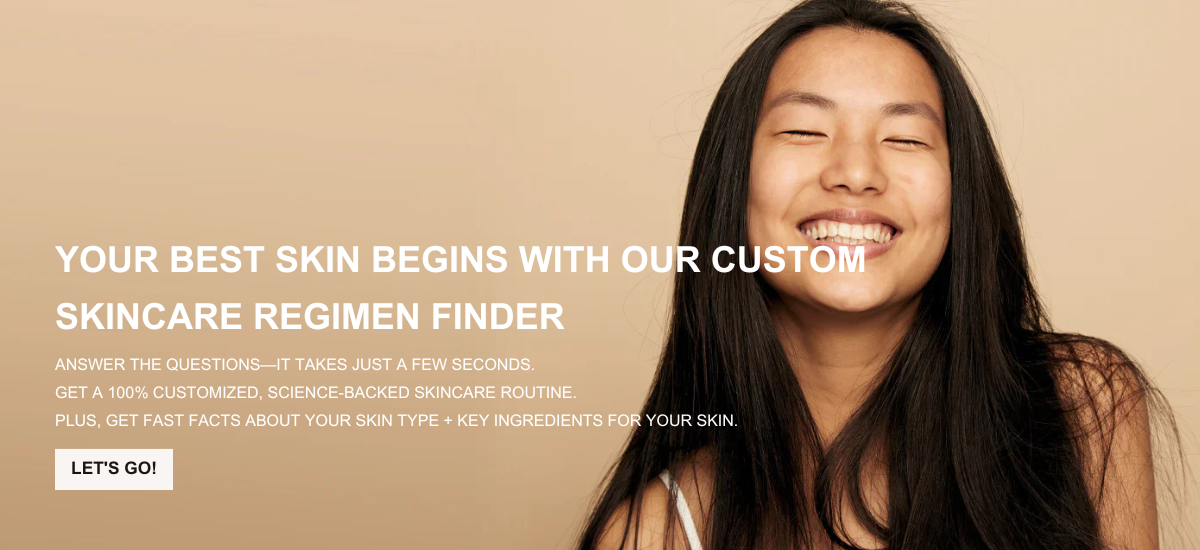 YOUR BEST SKIN BEGINS WITH OUR CUSTOM
SKINCARE REGIMEN FINDER
ANSWER THE QUESTIONS—IT TAKES JUST A FEW SECONDS.
GET A 100% CUSTOMIZED, SCIENCE-BACKED SKINCARE ROUTINE.
PLUS, GET FAST FACTS ABOUT YOUR SKIN TYPE + KEY INGREDIENTS FOR YOUR SKIN.
LET'S GO!